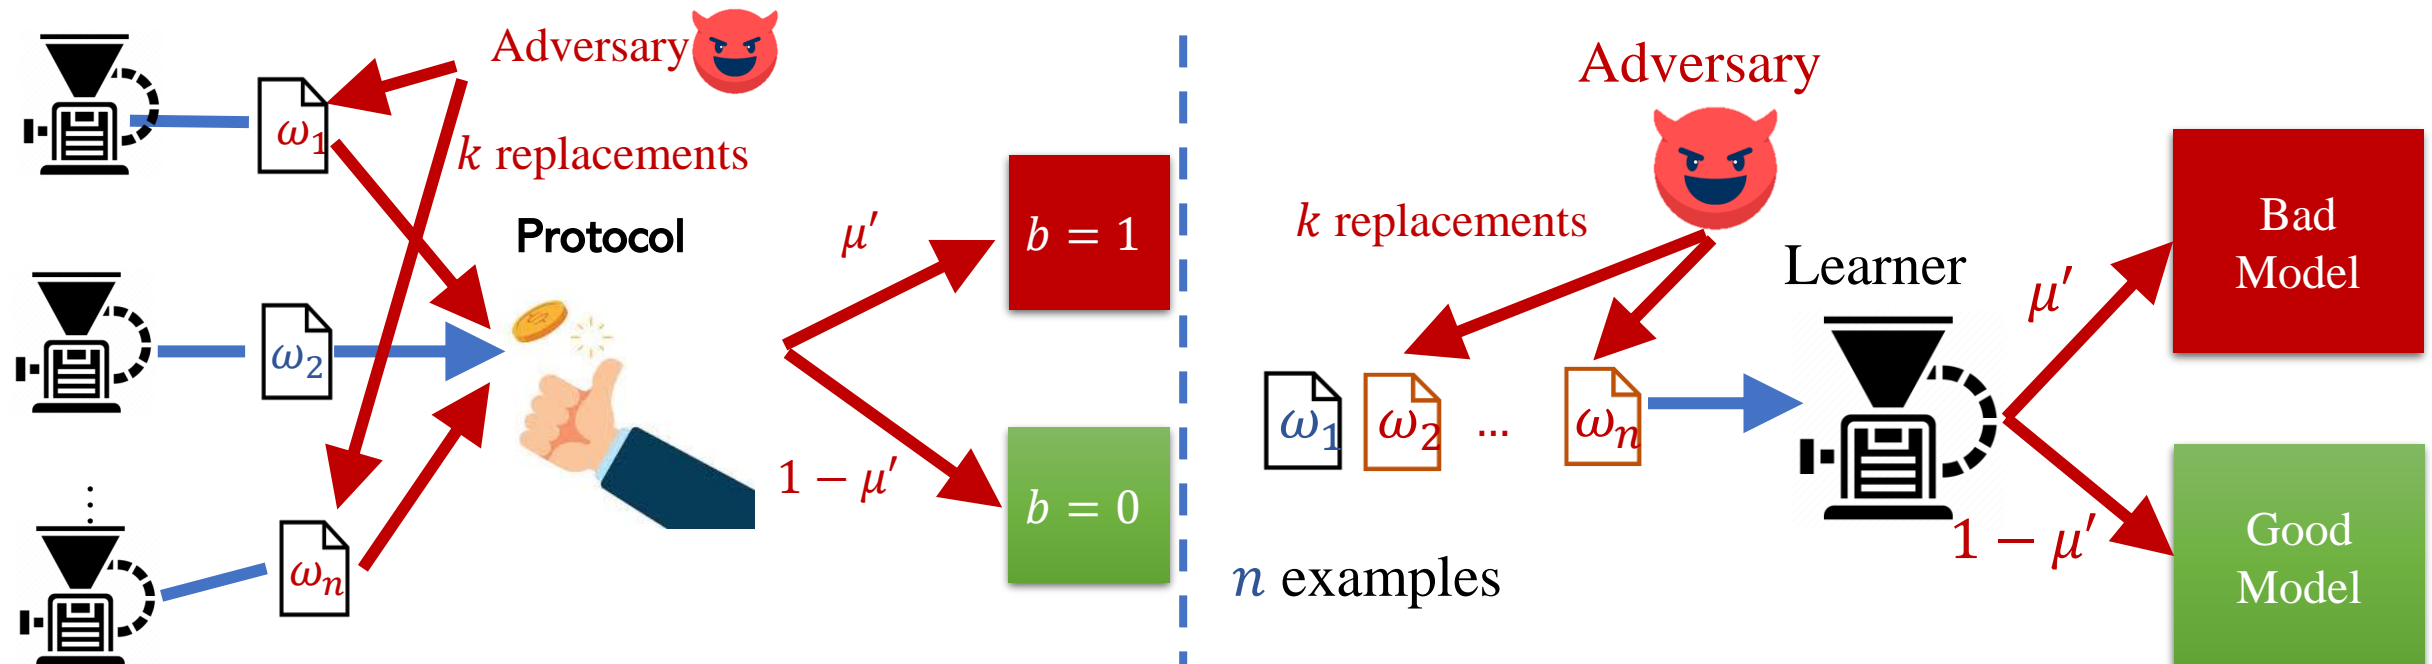 Adversary
ω₁
k replacements
Protocol
μ′
b = 1
ω₂
1 − μ′
b = 0
⋮
ωₙ
Adversary
k replacements
Learner
μ′
Bad
Model
ω₁ ω₂ ... ωₙ
1 − μ′
Good
Model
n examples